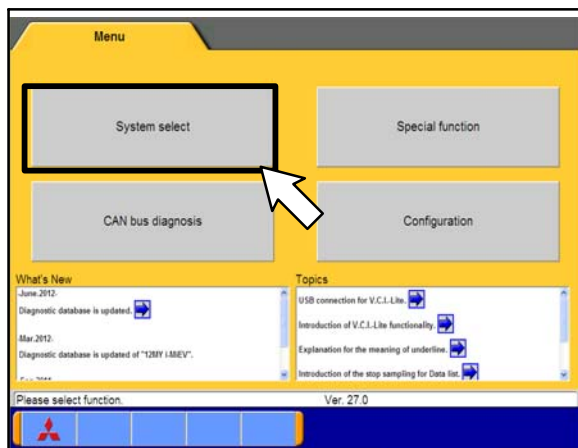 Menu
System select
Special function
CAN bus diagnosis
Configuration
What's New
-June.2012-
Diagnostic database is updated.
-Mar.2012-
Diagnostic database is updated of "12MY i-MiEV".
Topics
USB connection for V.C.I.-Lite.
Introduction of V.C.I.-Lite functionality.
Explanation for the meaning of underline.
Introduction of the stop sampling for Data list.
Please select function.
Ver. 27.0